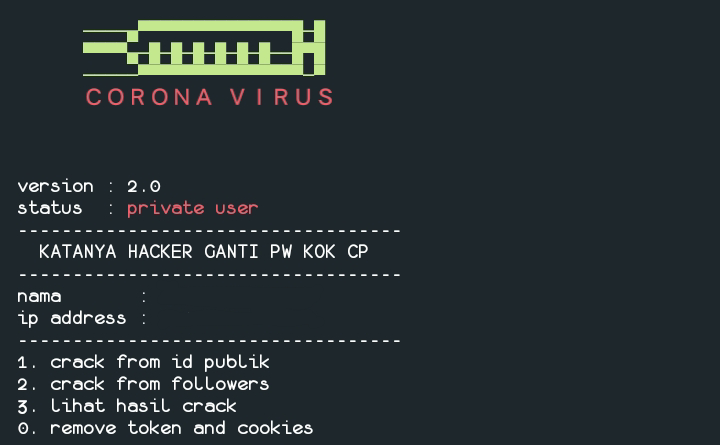 CORONA VIRUS
version : 2.0
status : private user
-----------------------------------
KATANYA HACKER GANTI PW KOK CP
-----------------------------------
nama :
ip address :
-----------------------------------
1. crack from id publik
2. crack from followers
3. lihat hasil crack
0. remove token and cookies